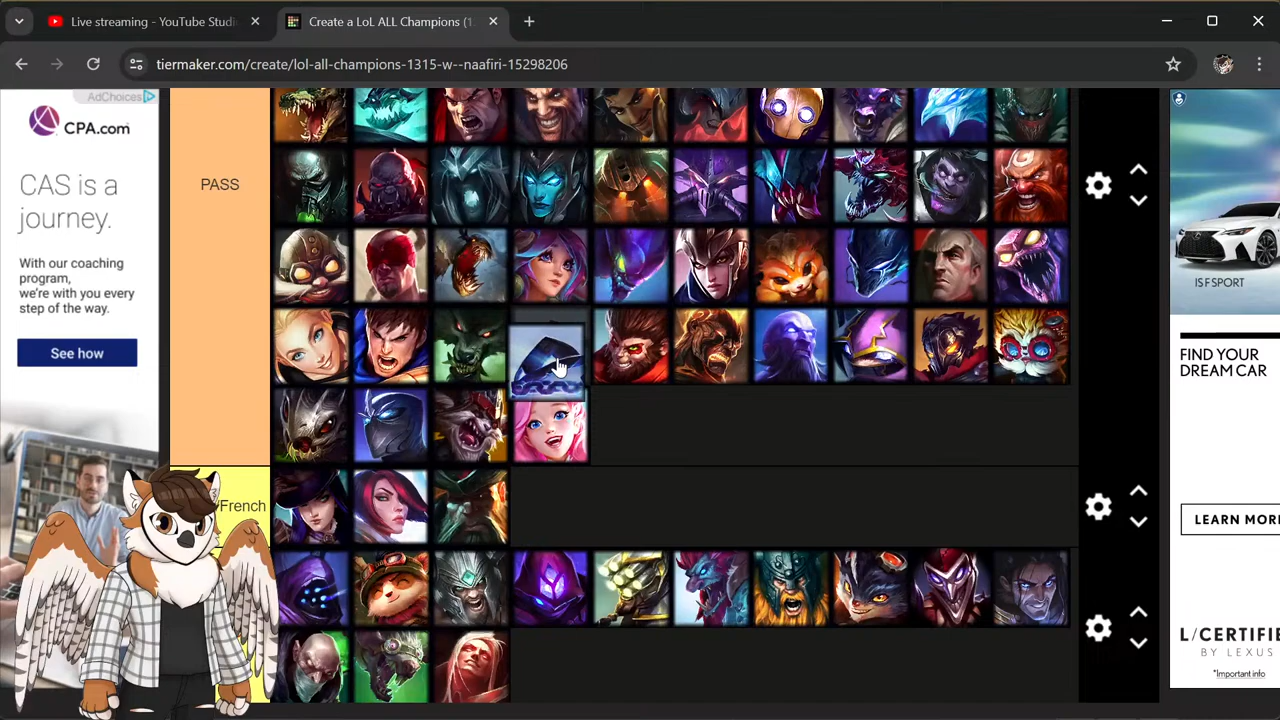 Live streaming - YouTube Studi
Create a LoL ALL Champions (1
tiermaker.com/create/lol-all-champions-1315-w--naafiri-15298206
AdChoices
CPA.com
CAS is a
journey.
With our coaching
program,
we're with you every
step of the way.
See how
PASS
French
IS F SPORT
FIND YOUR
DREAM CAR
LEARN MOR
L/CERTIFIE
BY LEXUS
*Important info